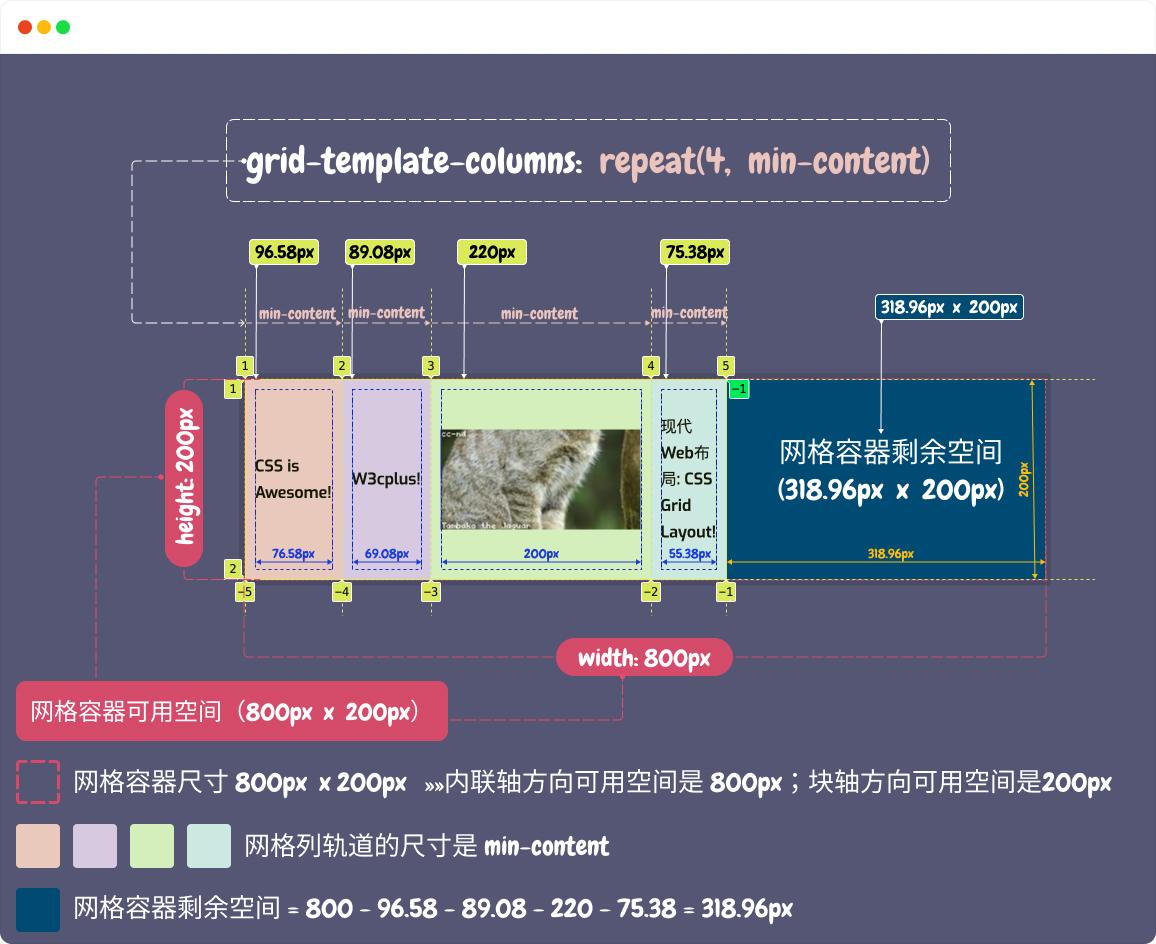 grid-template-columns: repeat(4, min-content)
96.58px 89.08px 220px 75.38px
318.96px x 200px
min-content min-content min-content min-content
1 2 3 4 5
1 -1
height: 200px
CSS is
Awesome!
W3cplus!
cc-nd
Tambako the Jaguar
现代
Web布
局: CSS
Grid
Layout!
网格容器剩余空间
(318.96px x 200px)
200px
76.58px 69.08px 200px 55.38px 318.96px
2
-5 -4 -3 -2 -1
width: 800px
网格容器可用空间（800px x 200px）
网格容器尺寸 800px x 200px »»内联轴方向可用空间是 800px；块轴方向可用空间是200px
网格列轨道的尺寸是 min-content
网格容器剩余空间 = 800 - 96.58 - 89.08 - 220 - 75.38 = 318.96px